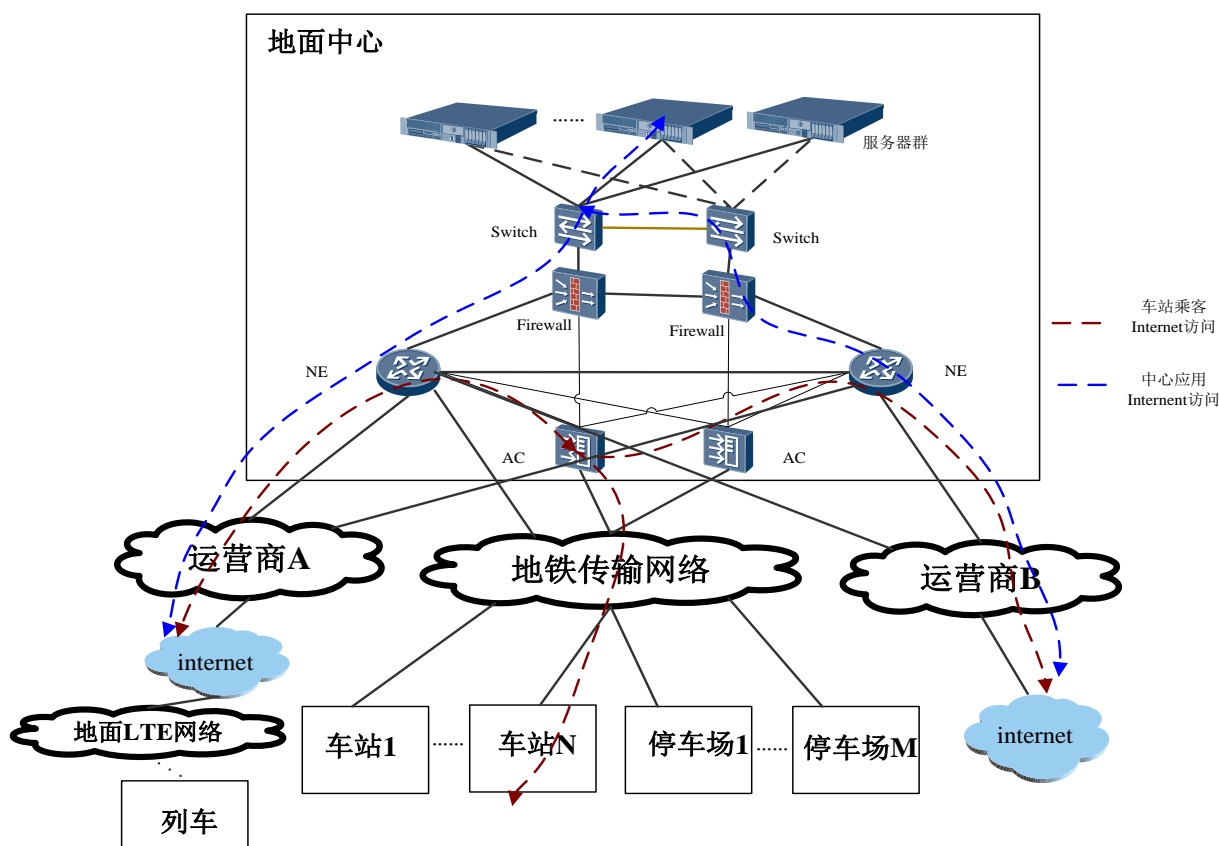 地面中心
......
服务器群
Switch
Switch
Firewall
Firewall
车站乘客
Internet访问
NE
NE
中心应用
Internent访问
AC
AC
运营商A
地铁传输网络
运营商B
internet
地面LTE网络
internet
车站1
......
车站N
停车场1
......
停车场M
列车